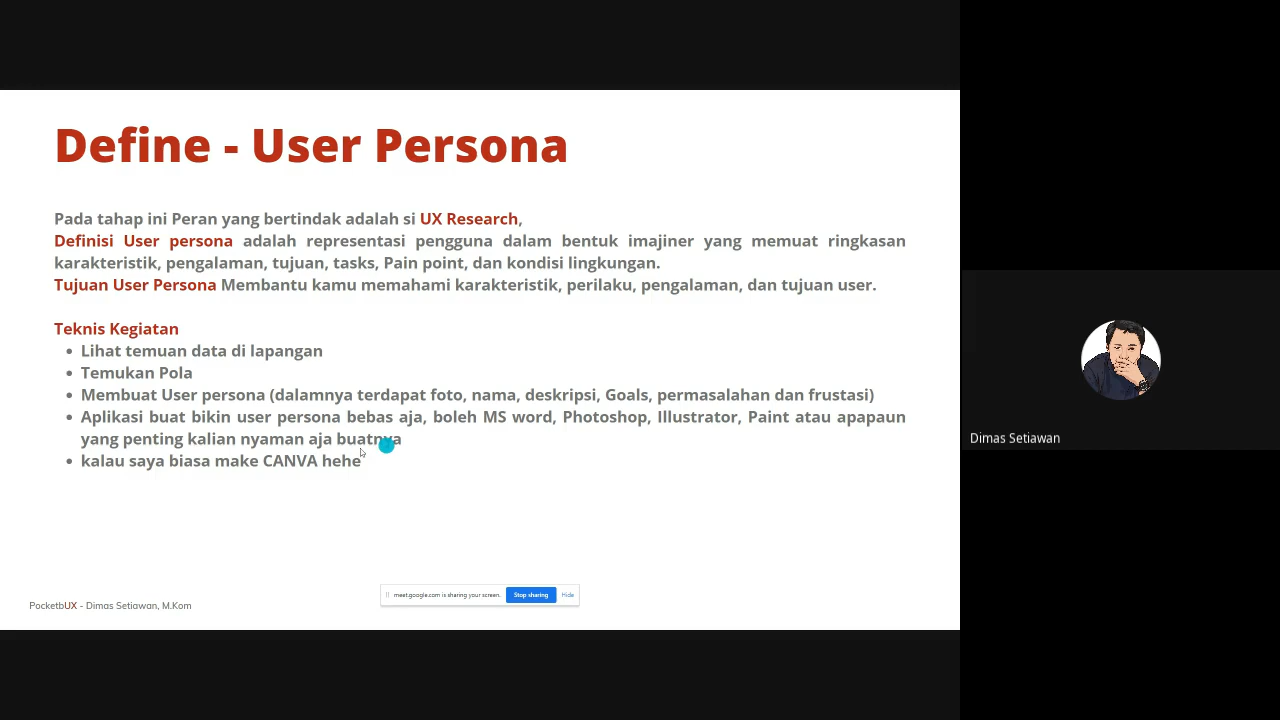 Define - User Persona
Pada tahap ini Peran yang bertindak adalah si UX Research,
Definisi User persona adalah representasi pengguna dalam bentuk imajiner yang memuat ringkasan
karakteristik, pengalaman, tujuan, tasks, Pain point, dan kondisi lingkungan.
Tujuan User Persona Membantu kamu memahami karakteristik, perilaku, pengalaman, dan tujuan user.
Teknis Kegiatan
• Lihat temuan data di lapangan
• Temukan Pola
• Membuat User persona (dalamnya terdapat foto, nama, deskripsi, Goals, permasalahan dan frustasi)
• Aplikasi buat bikin user persona bebas aja, boleh MS word, Photoshop, Illustrator, Paint atau apapaun
yang penting kalian nyaman aja buatnya
• kalau saya biasa make CANVA hehe
Dimas Setiawan
meet.google.com is sharing your screen.
Stop sharing
Hide
PocketbUX - Dimas Setiawan, M.Kom